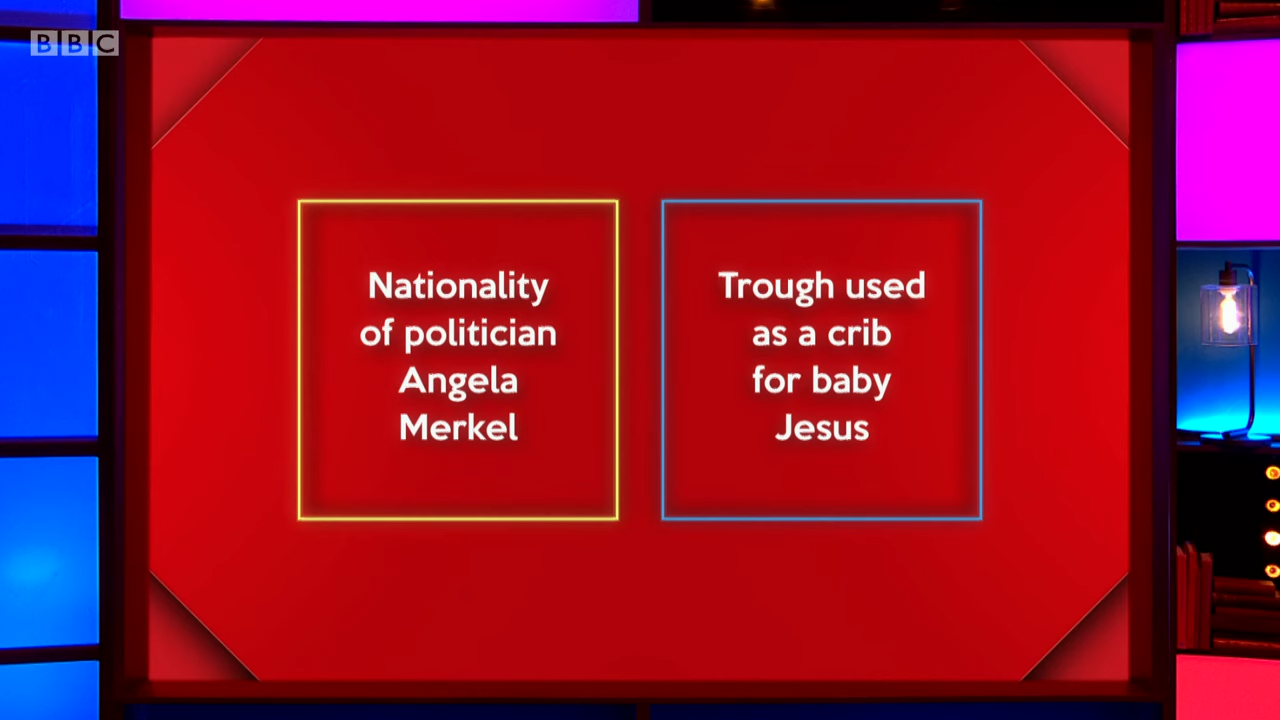 BBC
Nationality
of politician
Angela
Merkel
Trough used
as a crib
for baby
Jesus